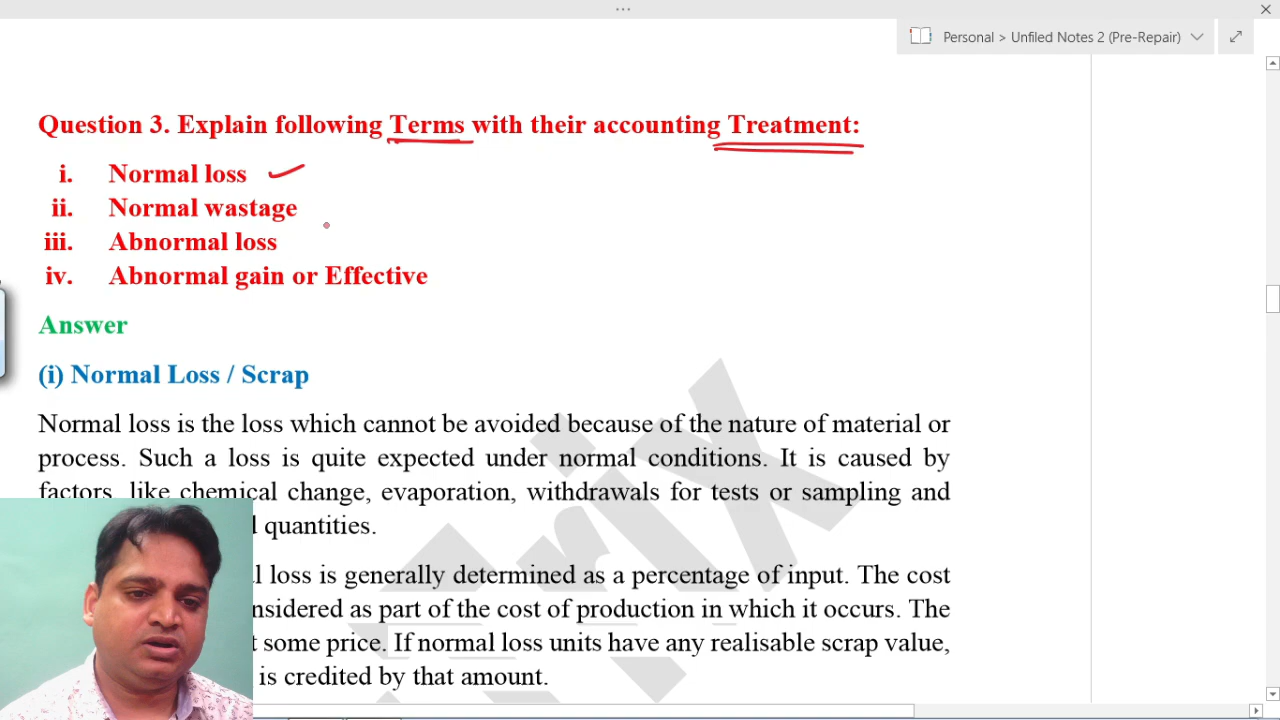 Personal > Unfiled Notes 2 (Pre-Repair)
Question 3. Explain following Terms with their accounting Treatment:
i. Normal loss
ii. Normal wastage
iii. Abnormal loss
iv. Abnormal gain or Effective
Answer
(i) Normal Loss / Scrap
Normal loss is the loss which cannot be avoided because of the nature of material or
process. Such a loss is quite expected under normal conditions. It is caused by
factors like chemical change, evaporation, withdrawals for tests or sampling and
quantities.
loss is generally determined as a percentage of input. The cost
as part of the cost of production in which it occurs. The
some price. If normal loss units have any realisable scrap value,
is credited by that amount.